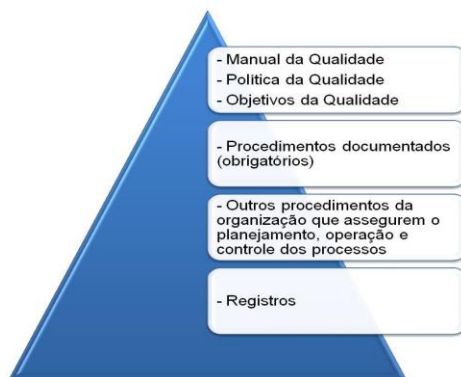 - Manual da Qualidade
- Política da Qualidade
- Objetivos da Qualidade
- Procedimentos documentados
(obrigatórios)
- Outros procedimentos da
organização que assegurem o
planejamento, operação e
controle dos processos
- Registros